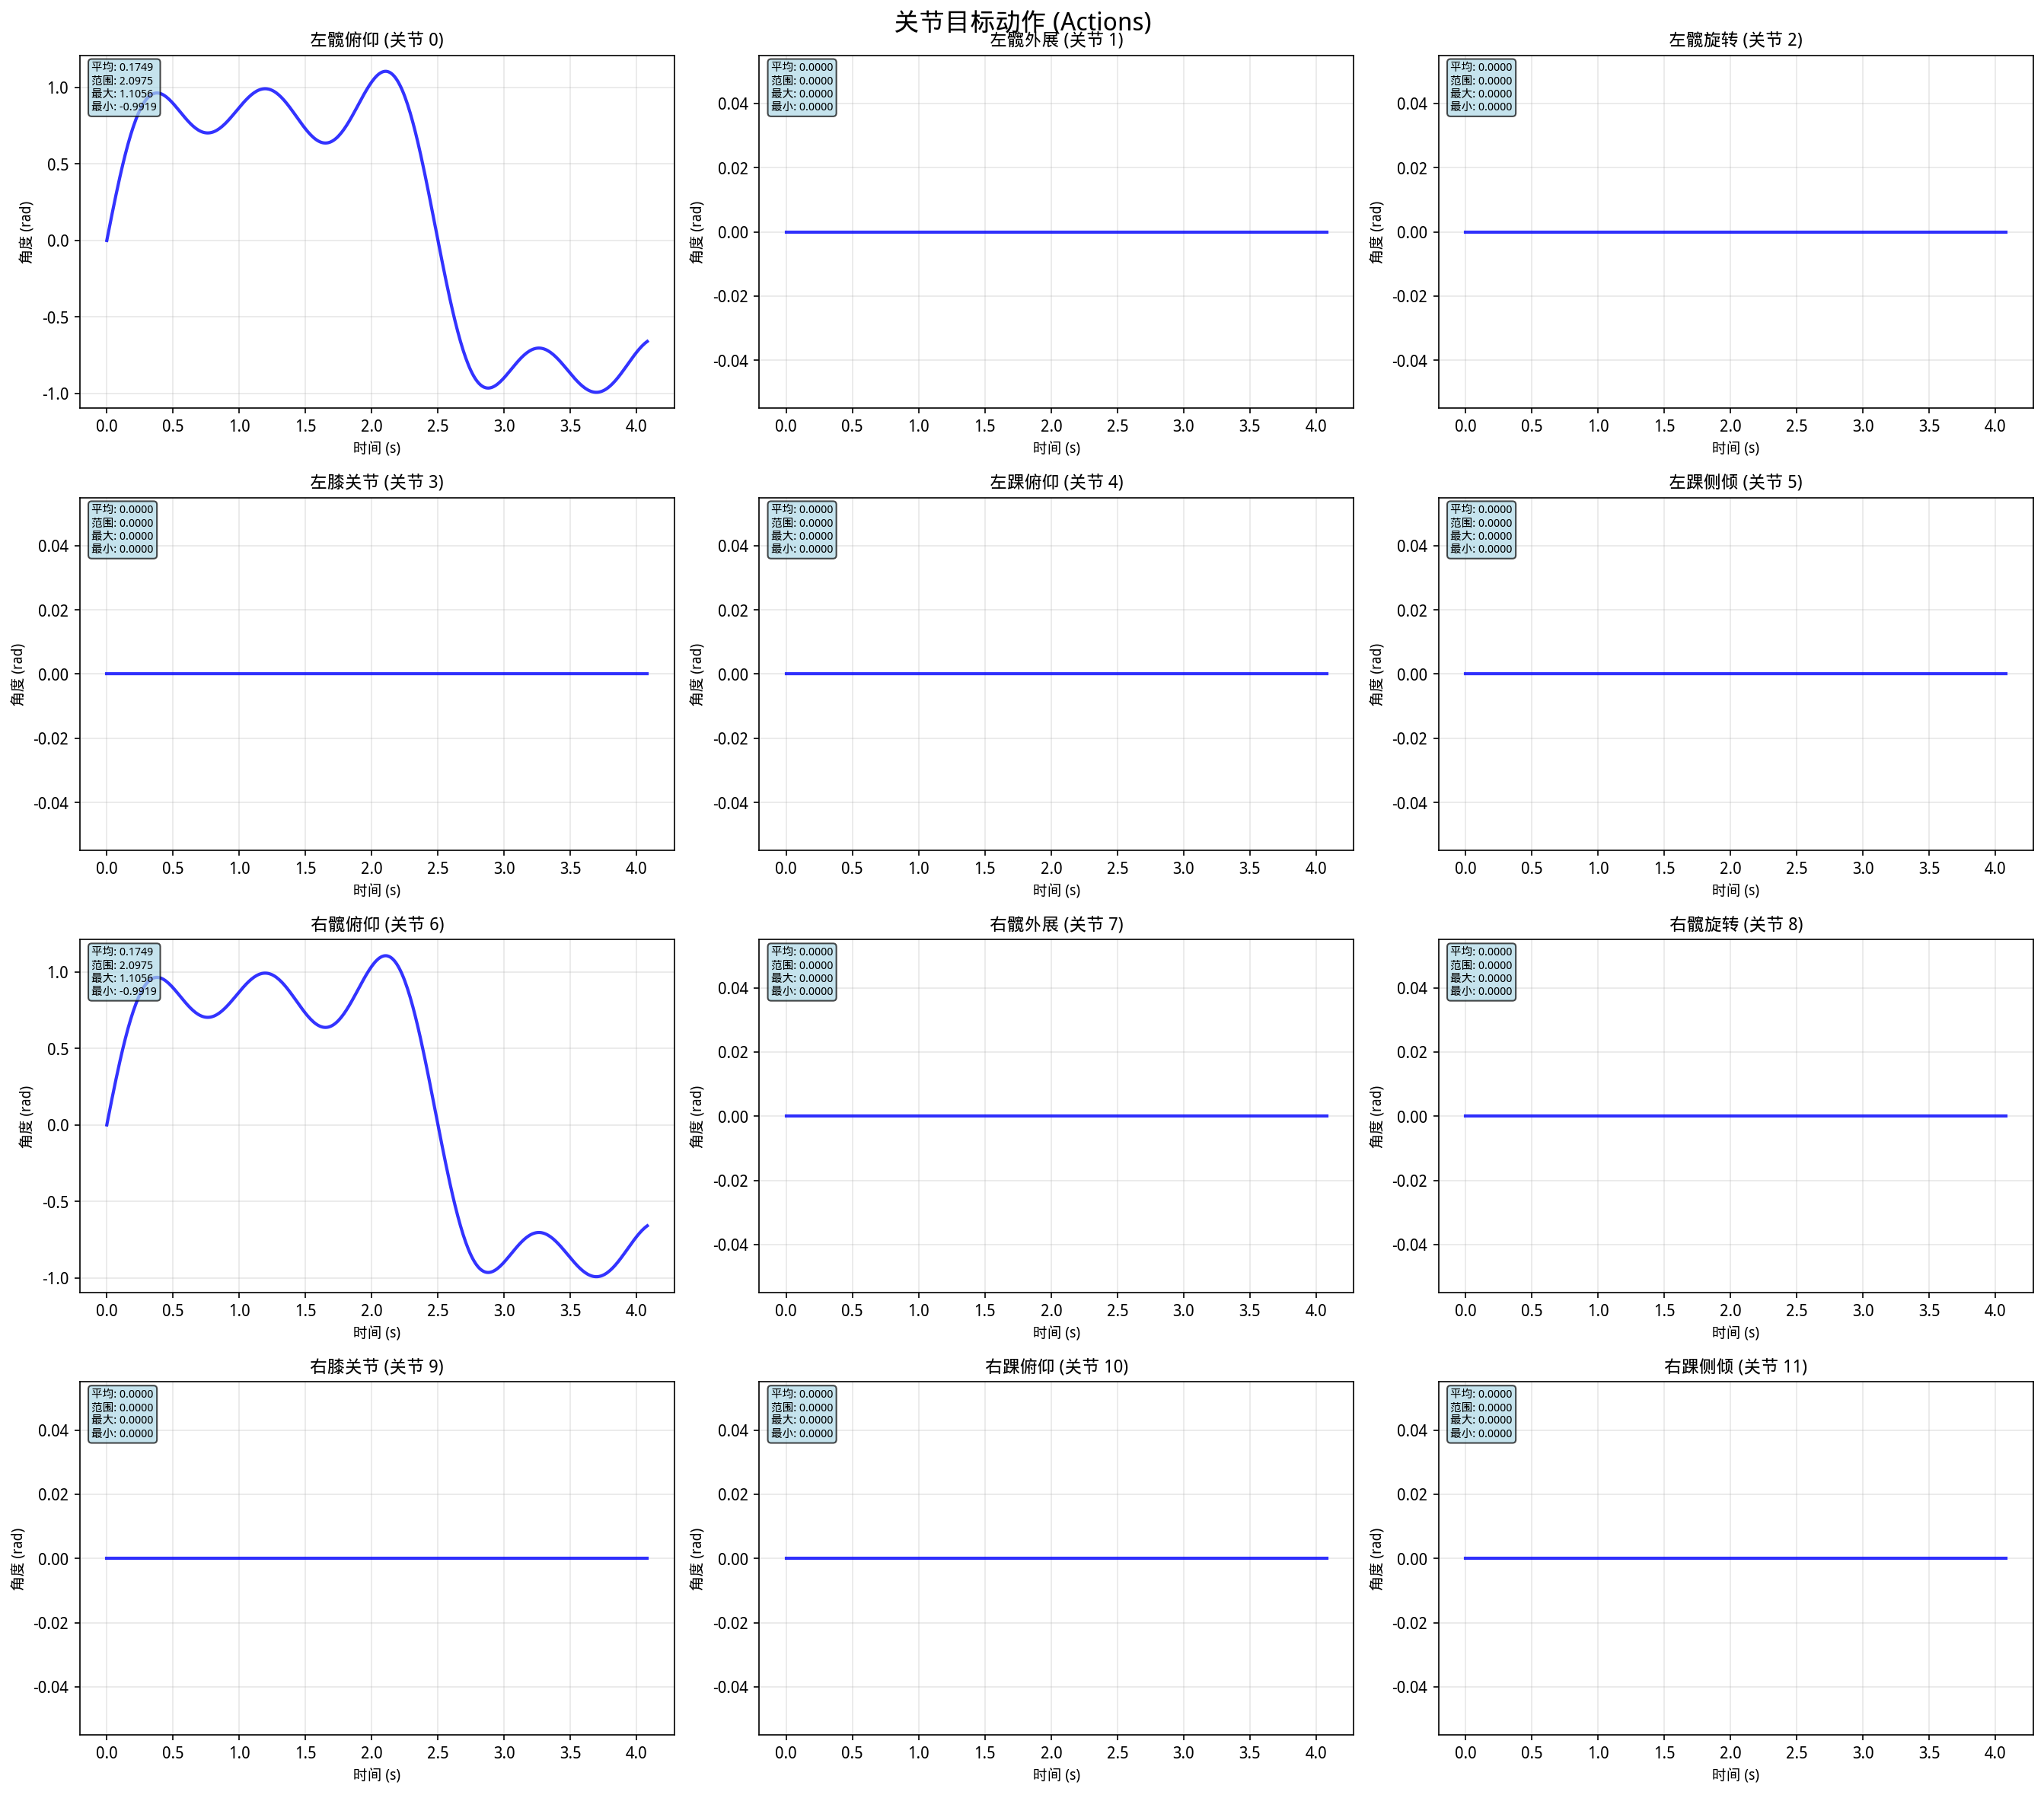 关节目标动作 (Actions)
左髋俯仰 (关节 0)
平均: 0.1749
范围: 2.0975
最大: 1.1056
最小: -0.9919
1.0
0.5
0.0
-0.5
-1.0
角度 (rad)
0.0 0.5 1.0 1.5 2.0 2.5 3.0 3.5 4.0
时间 (s)
左髋外展 (关节 1)
平均: 0.0000
范围: 0.0000
最大: 0.0000
最小: 0.0000
0.04
0.02
0.00
-0.02
-0.04
角度 (rad)
0.0 0.5 1.0 1.5 2.0 2.5 3.0 3.5 4.0
时间 (s)
左髋旋转 (关节 2)
平均: 0.0000
范围: 0.0000
最大: 0.0000
最小: 0.0000
0.04
0.02
0.00
-0.02
-0.04
角度 (rad)
0.0 0.5 1.0 1.5 2.0 2.5 3.0 3.5 4.0
时间 (s)
左膝关节 (关节 3)
平均: 0.0000
范围: 0.0000
最大: 0.0000
最小: 0.0000
0.04
0.02
0.00
-0.02
-0.04
角度 (rad)
0.0 0.5 1.0 1.5 2.0 2.5 3.0 3.5 4.0
时间 (s)
左踝俯仰 (关节 4)
平均: 0.0000
范围: 0.0000
最大: 0.0000
最小: 0.0000
0.04
0.02
0.00
-0.02
-0.04
角度 (rad)
0.0 0.5 1.0 1.5 2.0 2.5 3.0 3.5 4.0
时间 (s)
左踝侧倾 (关节 5)
平均: 0.0000
范围: 0.0000
最大: 0.0000
最小: 0.0000
0.04
0.02
0.00
-0.02
-0.04
角度 (rad)
0.0 0.5 1.0 1.5 2.0 2.5 3.0 3.5 4.0
时间 (s)
右髋俯仰 (关节 6)
平均: 0.1749
范围: 2.0975
最大: 1.1056
最小: -0.9919
1.0
0.5
0.0
-0.5
-1.0
角度 (rad)
0.0 0.5 1.0 1.5 2.0 2.5 3.0 3.5 4.0
时间 (s)
右髋外展 (关节 7)
平均: 0.0000
范围: 0.0000
最大: 0.0000
最小: 0.0000
0.04
0.02
0.00
-0.02
-0.04
角度 (rad)
0.0 0.5 1.0 1.5 2.0 2.5 3.0 3.5 4.0
时间 (s)
右髋旋转 (关节 8)
平均: 0.0000
范围: 0.0000
最大: 0.0000
最小: 0.0000
0.04
0.02
0.00
-0.02
-0.04
角度 (rad)
0.0 0.5 1.0 1.5 2.0 2.5 3.0 3.5 4.0
时间 (s)
右膝关节 (关节 9)
平均: 0.0000
范围: 0.0000
最大: 0.0000
最小: 0.0000
0.04
0.02
0.00
-0.02
-0.04
角度 (rad)
0.0 0.5 1.0 1.5 2.0 2.5 3.0 3.5 4.0
时间 (s)
右踝俯仰 (关节 10)
平均: 0.0000
范围: 0.0000
最大: 0.0000
最小: 0.0000
0.04
0.02
0.00
-0.02
-0.04
角度 (rad)
0.0 0.5 1.0 1.5 2.0 2.5 3.0 3.5 4.0
时间 (s)
右踝侧倾 (关节 11)
平均: 0.0000
范围: 0.0000
最大: 0.0000
最小: 0.0000
0.04
0.02
0.00
-0.02
-0.04
角度 (rad)
0.0 0.5 1.0 1.5 2.0 2.5 3.0 3.5 4.0
时间 (s)